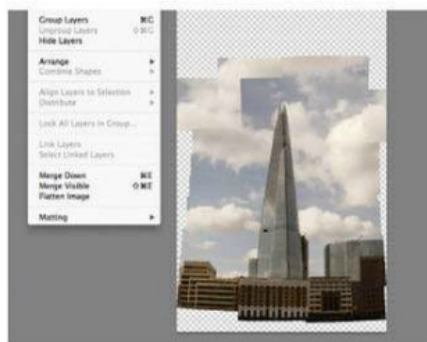 Group Layers ⌘G
Ungroup Layers ⇧⌘G
Hide Layers
Arrange
Combine Shapes
Align Layers to Selection
Distribute
Lock All Layers in Group...
Link Layers
Select Linked Layers
Merge Down ⌘E
Merge Visible ⇧⌘E
Flatten Image
Matting